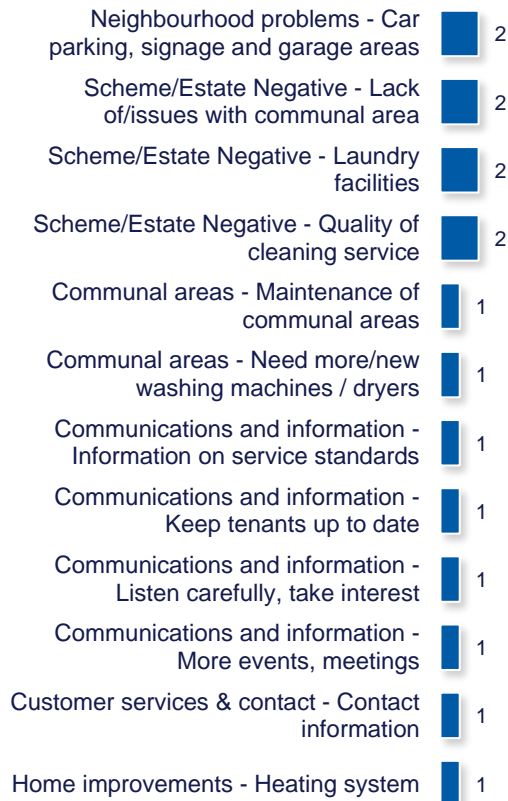 Neighbourhood problems - Car
parking, signage and garage areas
2
Scheme/Estate Negative - Lack
of/issues with communal area
2
Scheme/Estate Negative - Laundry
facilities
2
Scheme/Estate Negative - Quality of
cleaning service
2
Communal areas - Maintenance of
communal areas
1
Communal areas - Need more/new
washing machines / dryers
1
Communications and information -
Information on service standards
1
Communications and information -
Keep tenants up to date
1
Communications and information -
Listen carefully, take interest
1
Communications and information -
More events, meetings
1
Customer services & contact - Contact
information
1
Home improvements - Heating system
1